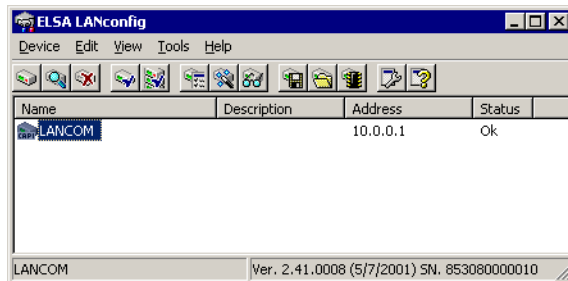 ELSA LANconfig
Device Edit View Tools Help
Name Description Address Status
CAPI LANCOM 10.0.0.1 Ok
LANCOM Ver. 2.41.0008 (5/7/2001) SN. 853080000010